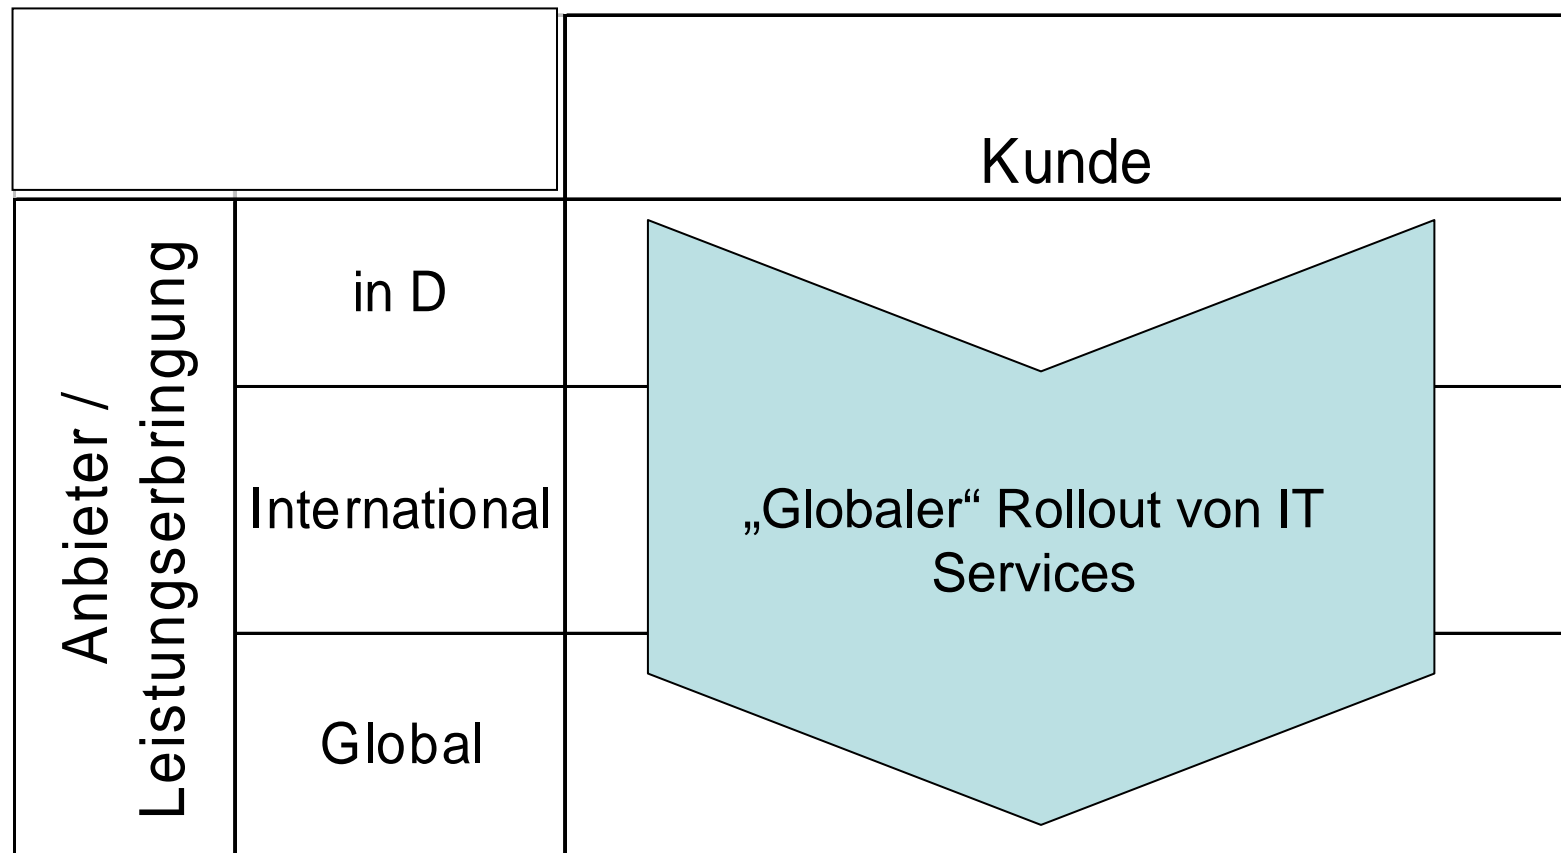 Kunde
Anbieter /
Leistungserbringung
in D
International
„Globaler“ Rollout von IT
Services
Global